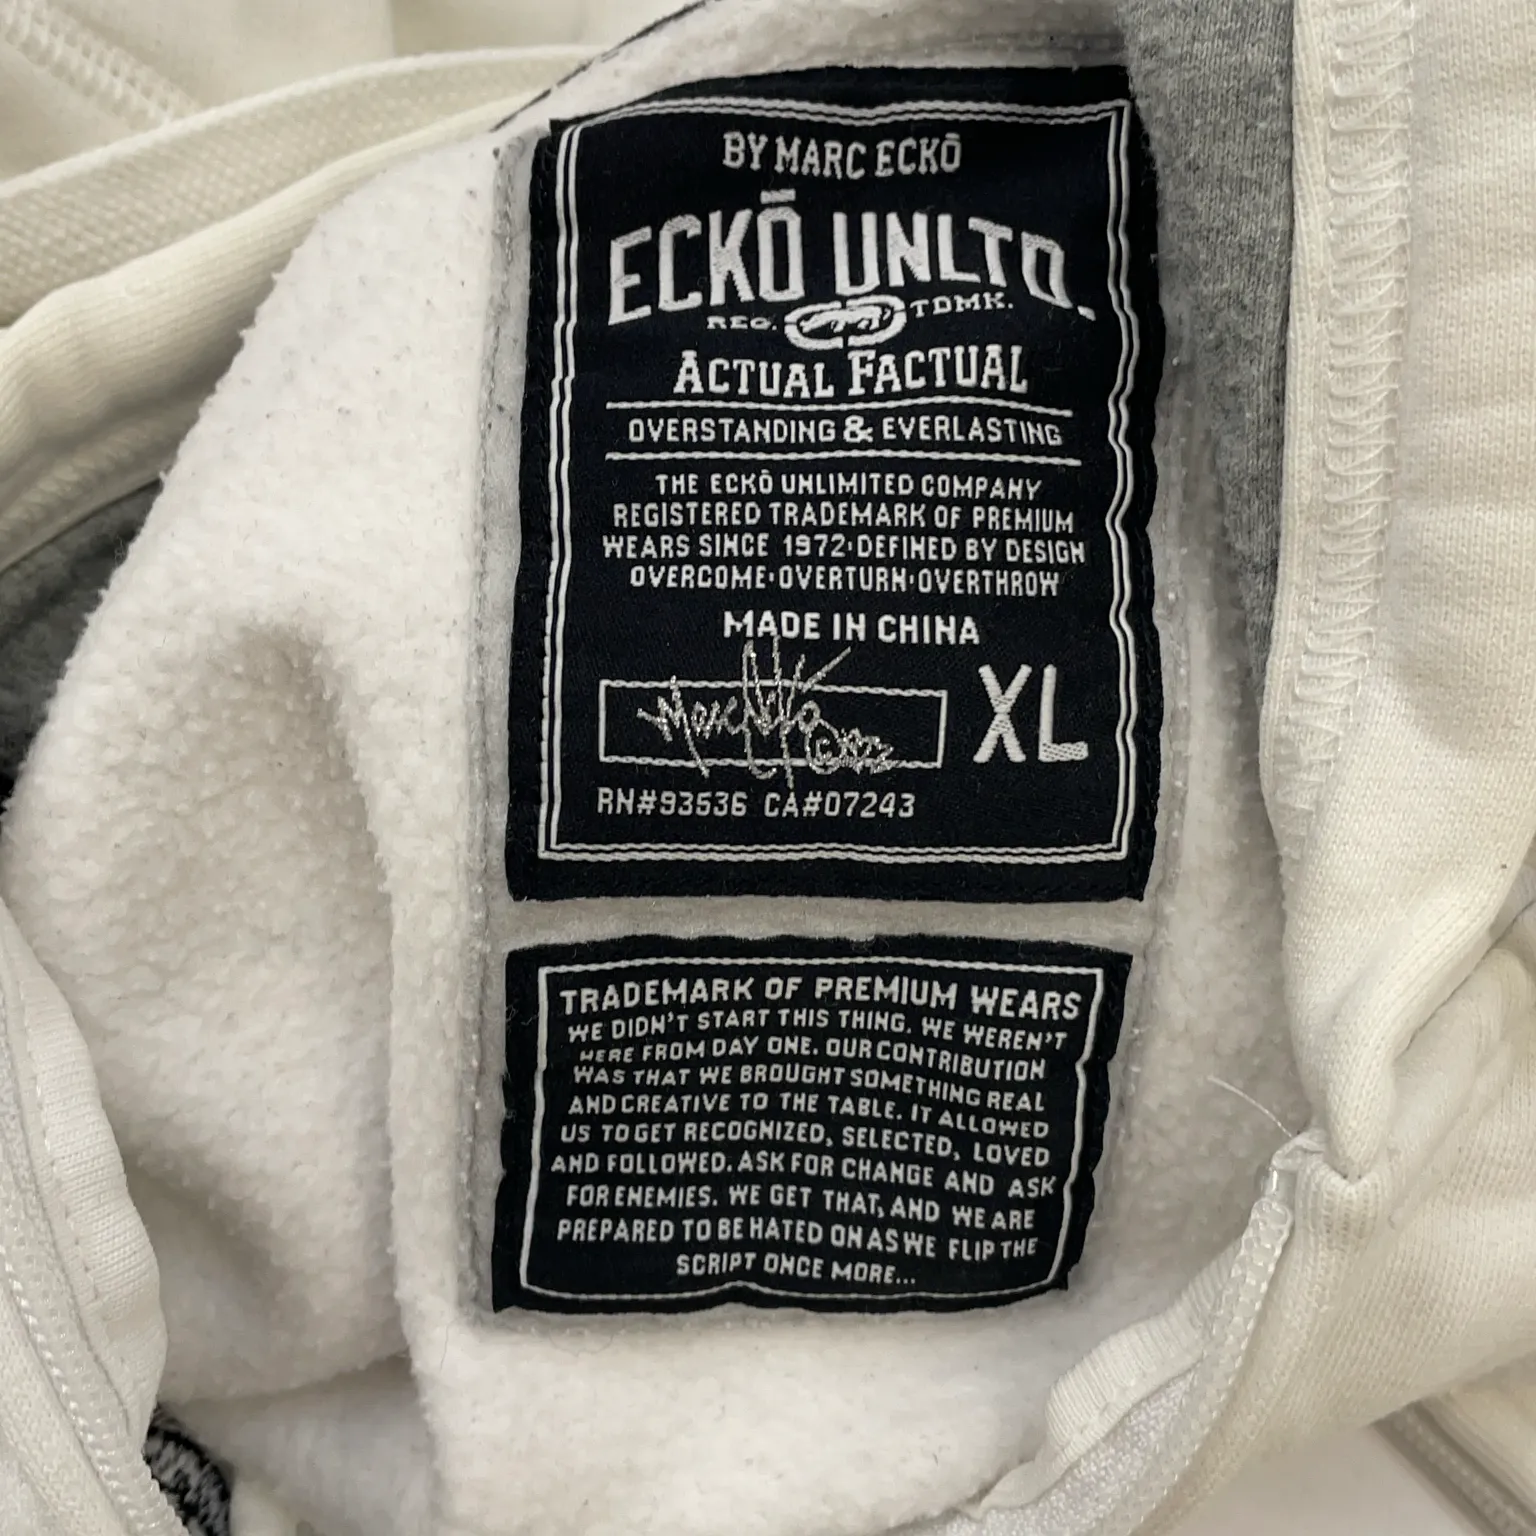 BY MARC ECKŌ
ECKŌ UNLTD.
REG. TDMK.
ACTUAL FACTUAL
OVERSTANDING & EVERLASTING
THE ECKŌ UNLIMITED COMPANY
REGISTERED TRADEMARK OF PREMIUM
WEARS SINCE 1972·DEFINED BY DESIGN
OVERCOME·OVERTURN·OVERTHROW
MADE IN CHINA
Marc Ecko XL
RN#93536 CA#07243
TRADEMARK OF PREMIUM WEARS
WE DIDN'T START THIS THING. WE WEREN'T
HERE FROM DAY ONE. OUR CONTRIBUTION
WAS THAT WE BROUGHT SOMETHING REAL
AND CREATIVE TO THE TABLE. IT ALLOWED
US TO GET RECOGNIZED, SELECTED, LOVED
AND FOLLOWED. ASK FOR CHANGE AND ASK
FOR ENEMIES. WE GET THAT, AND WE ARE
PREPARED TO BE HATED ON AS WE FLIP THE
SCRIPT ONCE MORE...